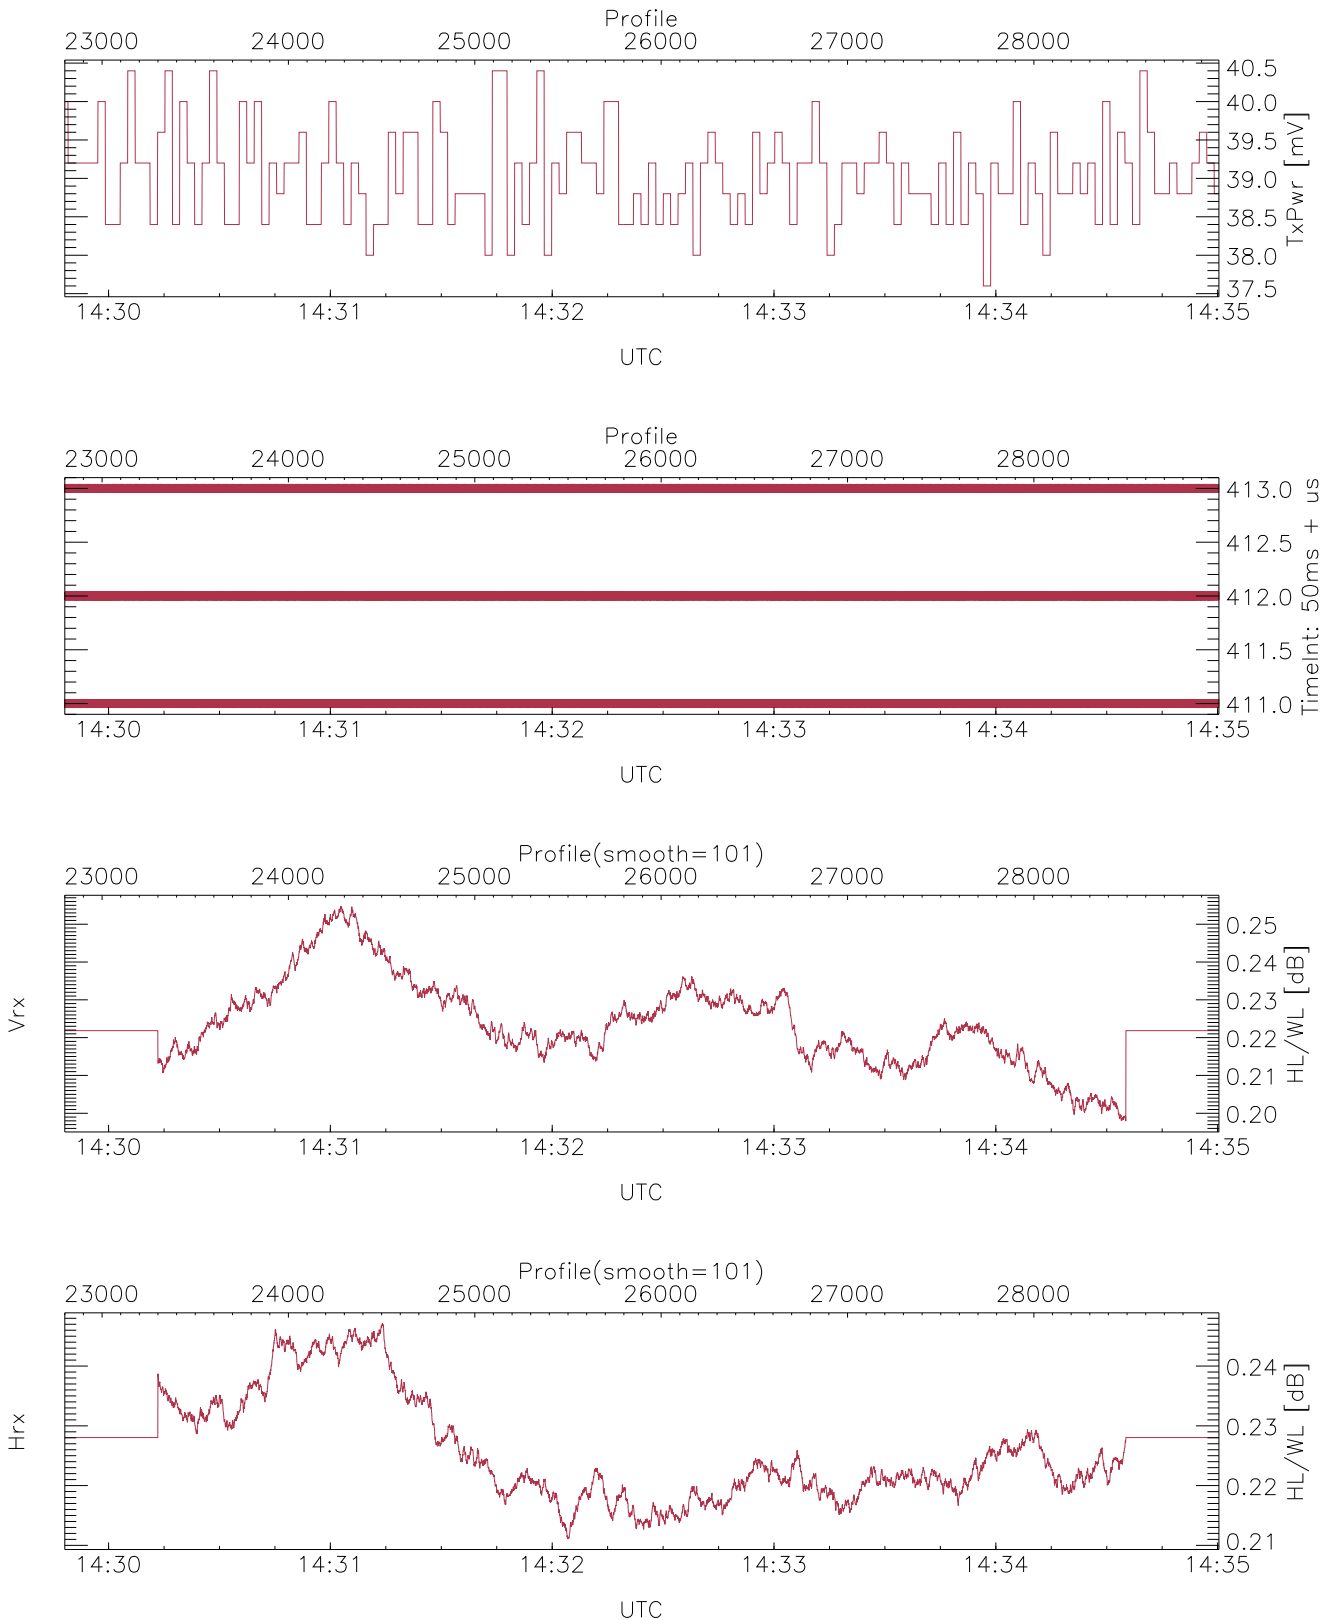 Profile
23000 24000 25000 26000 27000 28000
40.5
40.0
39.5
39.0
38.5
38.0
37.5
TxPwr [mV]
14:30 14:31 14:32 14:33 14:34 14:35
UTC
Profile
23000 24000 25000 26000 27000 28000
413.0
412.5
412.0
411.5
411.0
TimeInt: 50ms + us
14:30 14:31 14:32 14:33 14:34 14:35
UTC
Profile(smooth=101)
23000 24000 25000 26000 27000 28000
Vrx
0.25
0.24
0.23
0.22
0.21
0.20
HL/WL [dB]
14:30 14:31 14:32 14:33 14:34 14:35
UTC
Profile(smooth=101)
23000 24000 25000 26000 27000 28000
Hrx
0.24
0.23
0.22
0.21
HL/WL [dB]
14:30 14:31 14:32 14:33 14:34 14:35
UTC